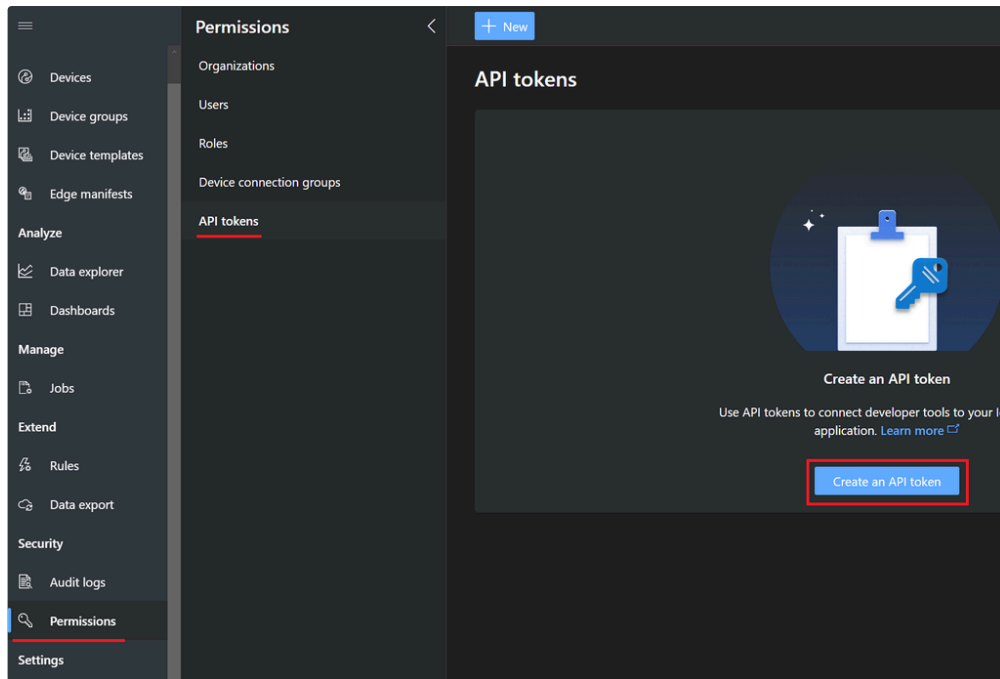 Devices
Device groups
Device templates
Edge manifests
Analyze
Data explorer
Dashboards
Manage
Jobs
Extend
Rules
Data export
Security
Audit logs
Permissions
Settings
Permissions
Organizations
Users
Roles
Device connection groups
API tokens
New
API tokens
Create an API token
Use API tokens to connect developer tools to your
application. Learn more
Create an API token